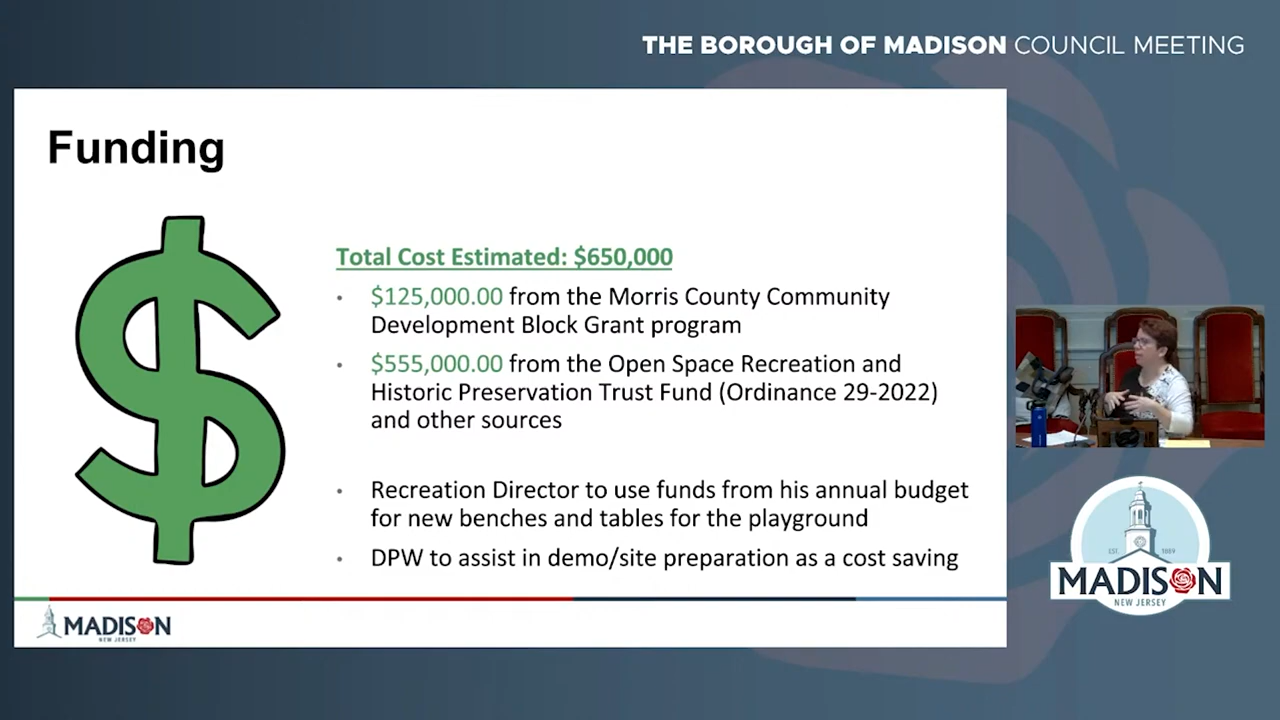 THE BOROUGH OF MADISON COUNCIL MEETING
Funding
Total Cost Estimated: $650,000
• $125,000.00 from the Morris County Community
Development Block Grant program
• $555,000.00 from the Open Space Recreation and
Historic Preservation Trust Fund (Ordinance 29-2022)
and other sources
• Recreation Director to use funds from his annual budget
for new benches and tables for the playground
• DPW to assist in demo/site preparation as a cost saving
MADISON
NEW JERSEY
EST. 1889
MADISON
NEW JERSEY